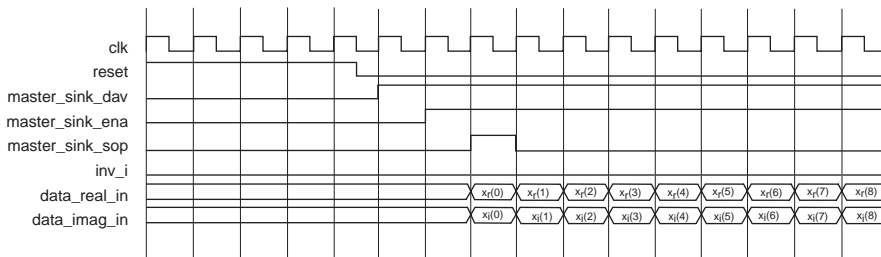 clk
reset
master_sink_dav
master_sink_ena
master_sink_sop
inv_i
data_real_in xr(0) xr(1) xr(2) xr(3) xr(4) xr(5) xr(6) xr(7) xr(8)
data_imag_in xi(0) xi(1) xi(2) xi(3) xi(4) xi(5) xi(6) xi(7) xi(8)